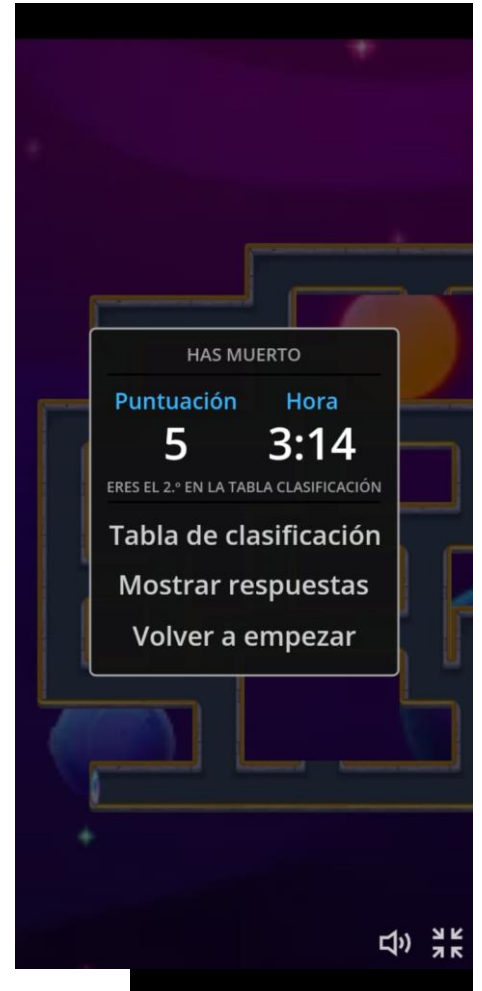 HAS MUERTO
Puntuación Hora
5 3:14
ERES EL 2.º EN LA TABLA CLASIFICACIÓN
Tabla de clasificación
Mostrar respuestas
Volver a empezar